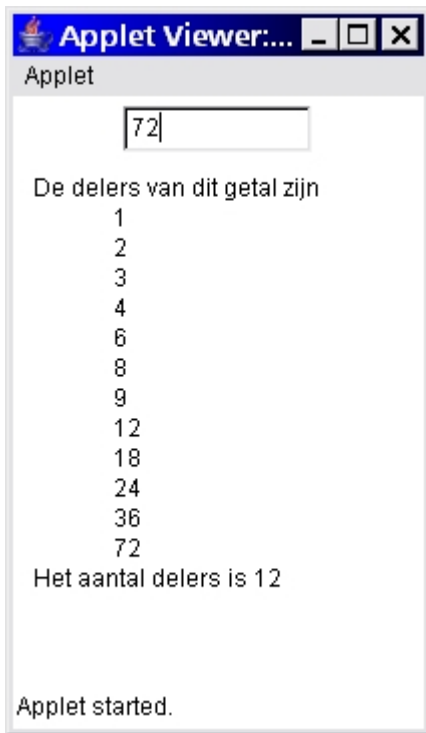 Applet Viewer:...
Applet
72
De delers van dit getal zijn
1
2
3
4
6
8
9
12
18
24
36
72
Het aantal delers is 12
Applet started.